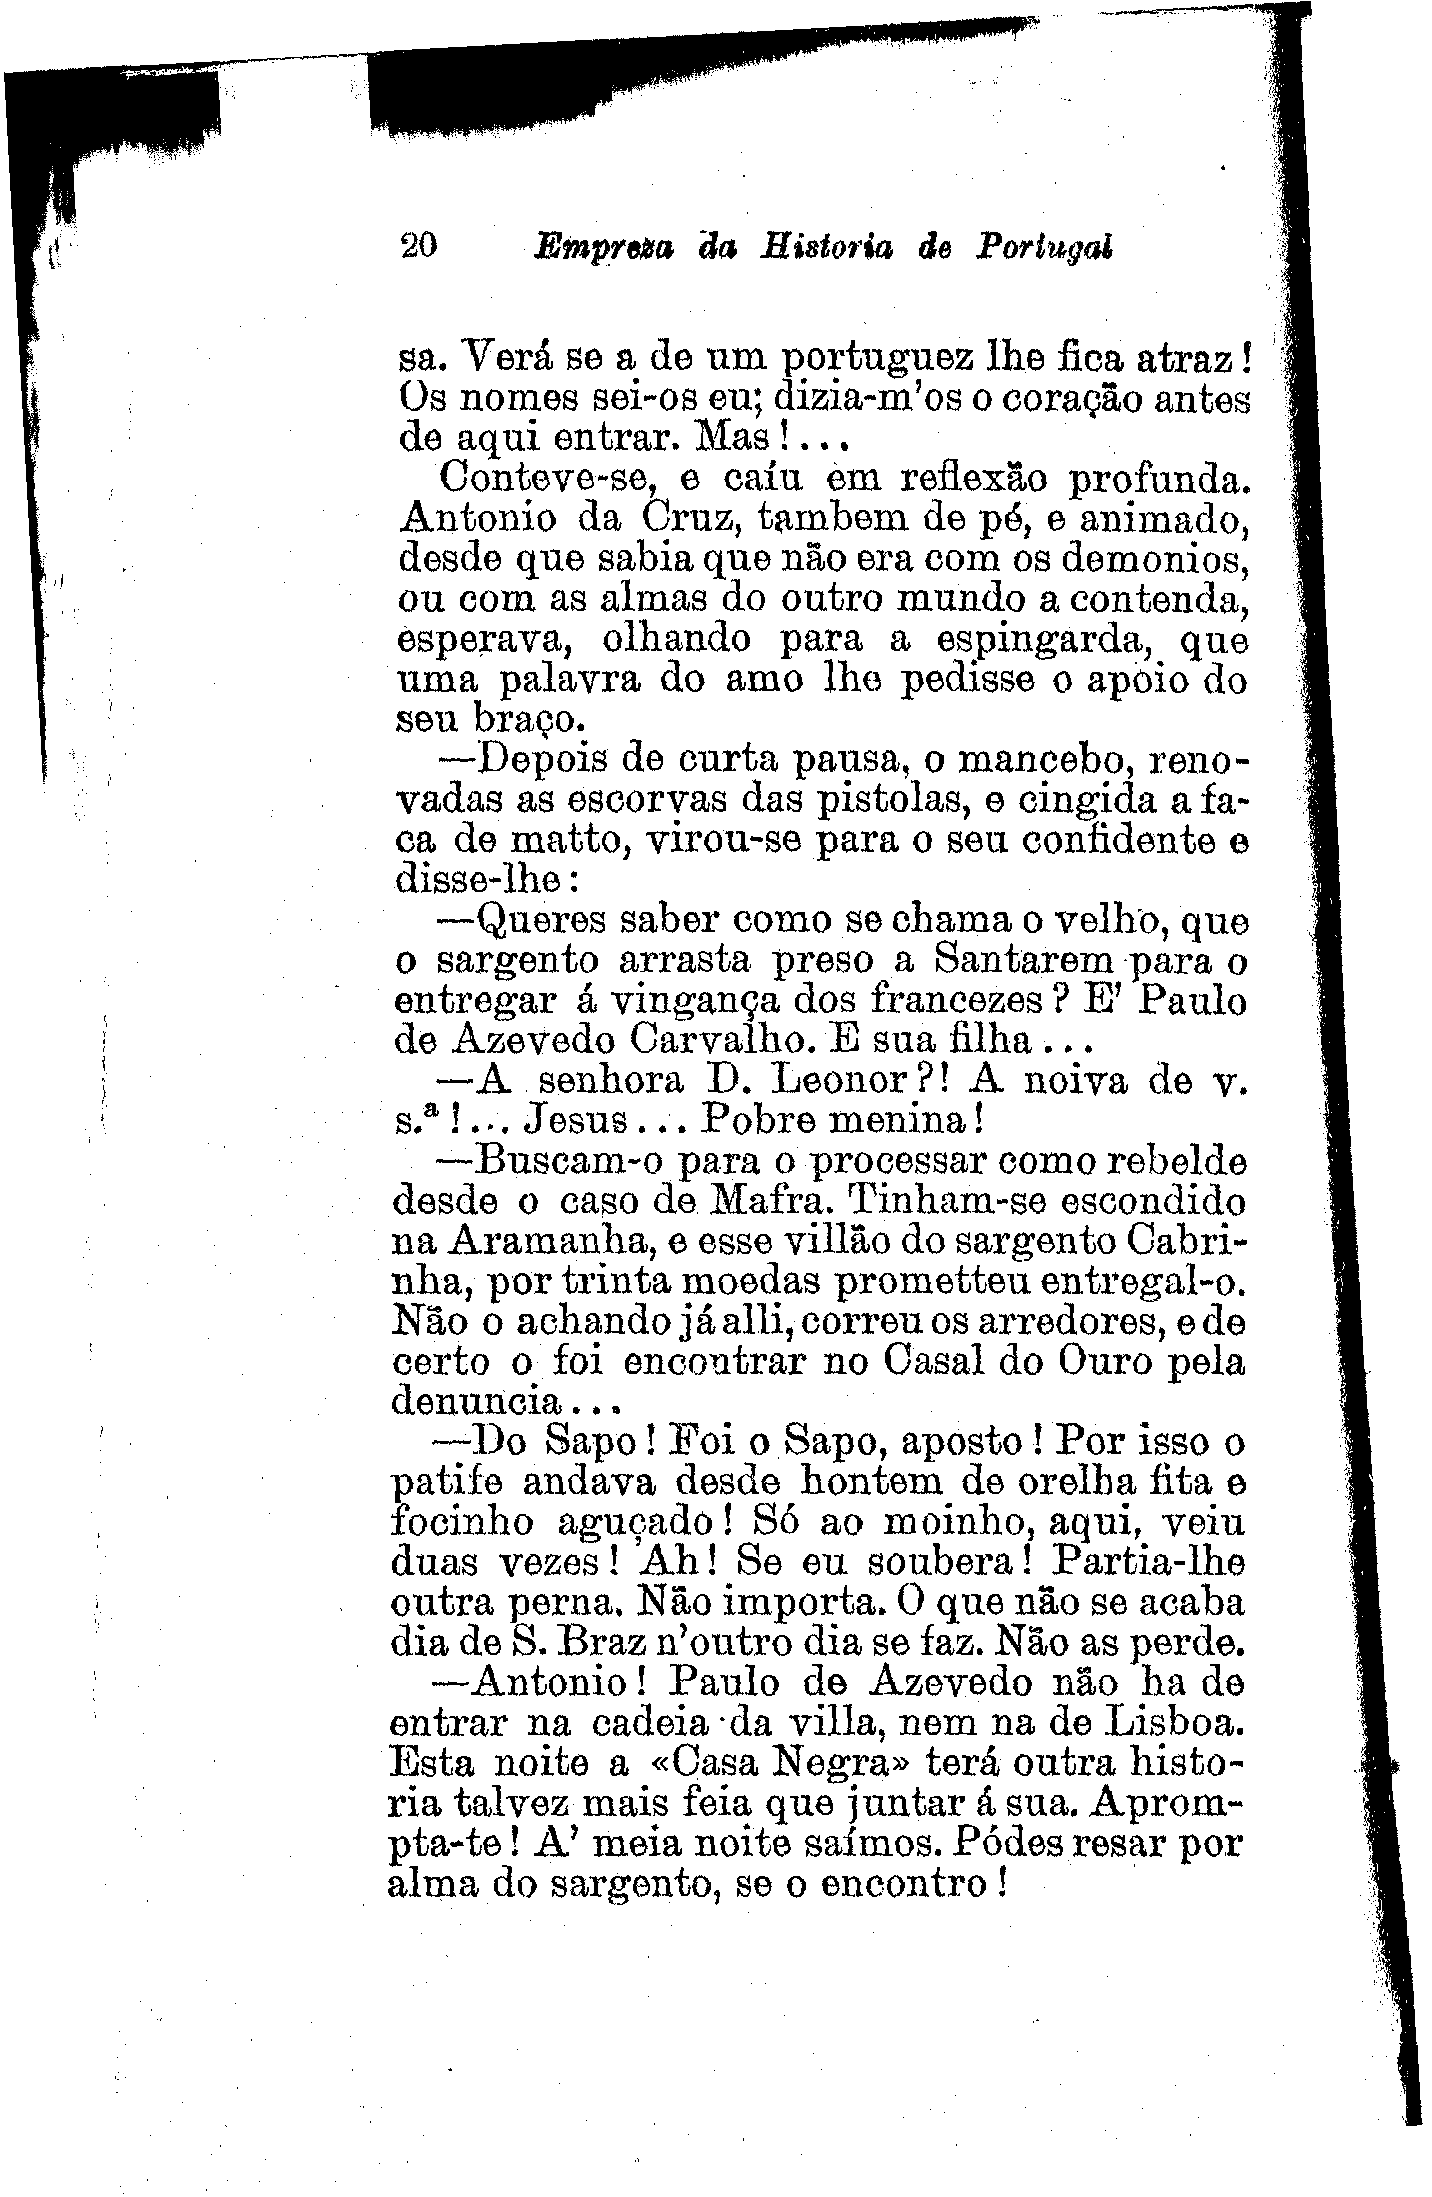 20 Empreza da Historia de Portugal
sa. Verá se a de um portuguez lhe fica atraz!
Os nomes sei-os eu; dizia-m'os o coração antes
de aqui entrar. Mas!...
Conteve-se, e caíu em reflexão profunda.
Antonio da Cruz, tambem de pé, e animado,
desde que sabia que não era com os demonios,
ou com as almas do outro mundo a contenda,
esperava, olhando para a espingarda, que
uma palavra do amo lhe pedisse o apoio do
seu braço.
—Depois de curta pausa, o mancebo, reno-
vadas as escorvas das pistolas, e cingida a fa-
ca de matto, virou-se para o seu confidente e
disse-lhe:
—Queres saber como se chama o velho, que
o sargento arrasta preso a Santarem para o
entregar á vingança dos francezes? E' Paulo
de Azevedo Carvalho. E sua filha...
—A senhora D. Leonor?! A noiva de v.
s.ª!... Jesus... Pobre menina!
—Buscam-o para o processar como rebelde
desde o caso de Mafra. Tinham-se escondido
na Aramanha, e esse villão do sargento Cabri-
nha, por trinta moedas prometteu entregal-o.
Não o achando já alli, correu os arredores, e de
certo o foi encontrar no Casal do Ouro pela
denuncia...
—Do Sapo! Foi o Sapo, aposto! Por isso o
patife andava desde hontem de orelha fita e
focinho aguçado! Só ao moinho, aqui, veiu
duas vezes! Ah! Se eu soubera! Partia-lhe
outra perna. Não importa. O que não se acaba
dia de S. Braz n'outro dia se faz. Não as perde.
—Antonio! Paulo de Azevedo não ha de
entrar na cadeia da villa, nem na de Lisboa.
Esta noite a «Casa Negra» terá outra histo-
ria talvez mais feia que juntar á sua. Aprom-
pta-te! A' meia noite saímos. Pódes resar por
alma do sargento, se o encontro!